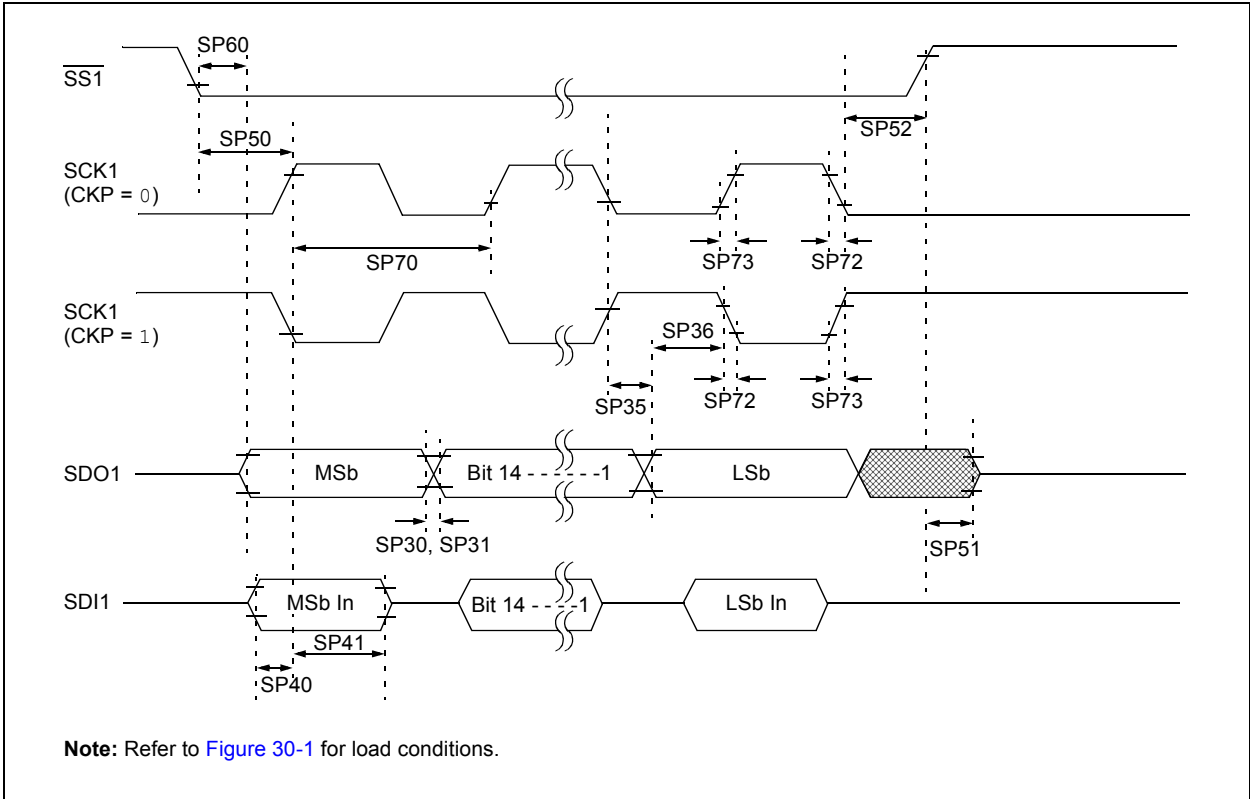 SP60
SS1
SP50
SP52
SCK1
(CKP = 0)
SP70
SP73
SP72
SCK1
(CKP = 1)
SP36
SP35
SP72
SP73
SDO1
MSb
Bit 14 - - - - - -1
LSb
SP30, SP31
SP51
SDI1
MSb In
Bit 14 - - - -1
LSb In
SP41
SP40
Note: Refer to Figure 30-1 for load conditions.